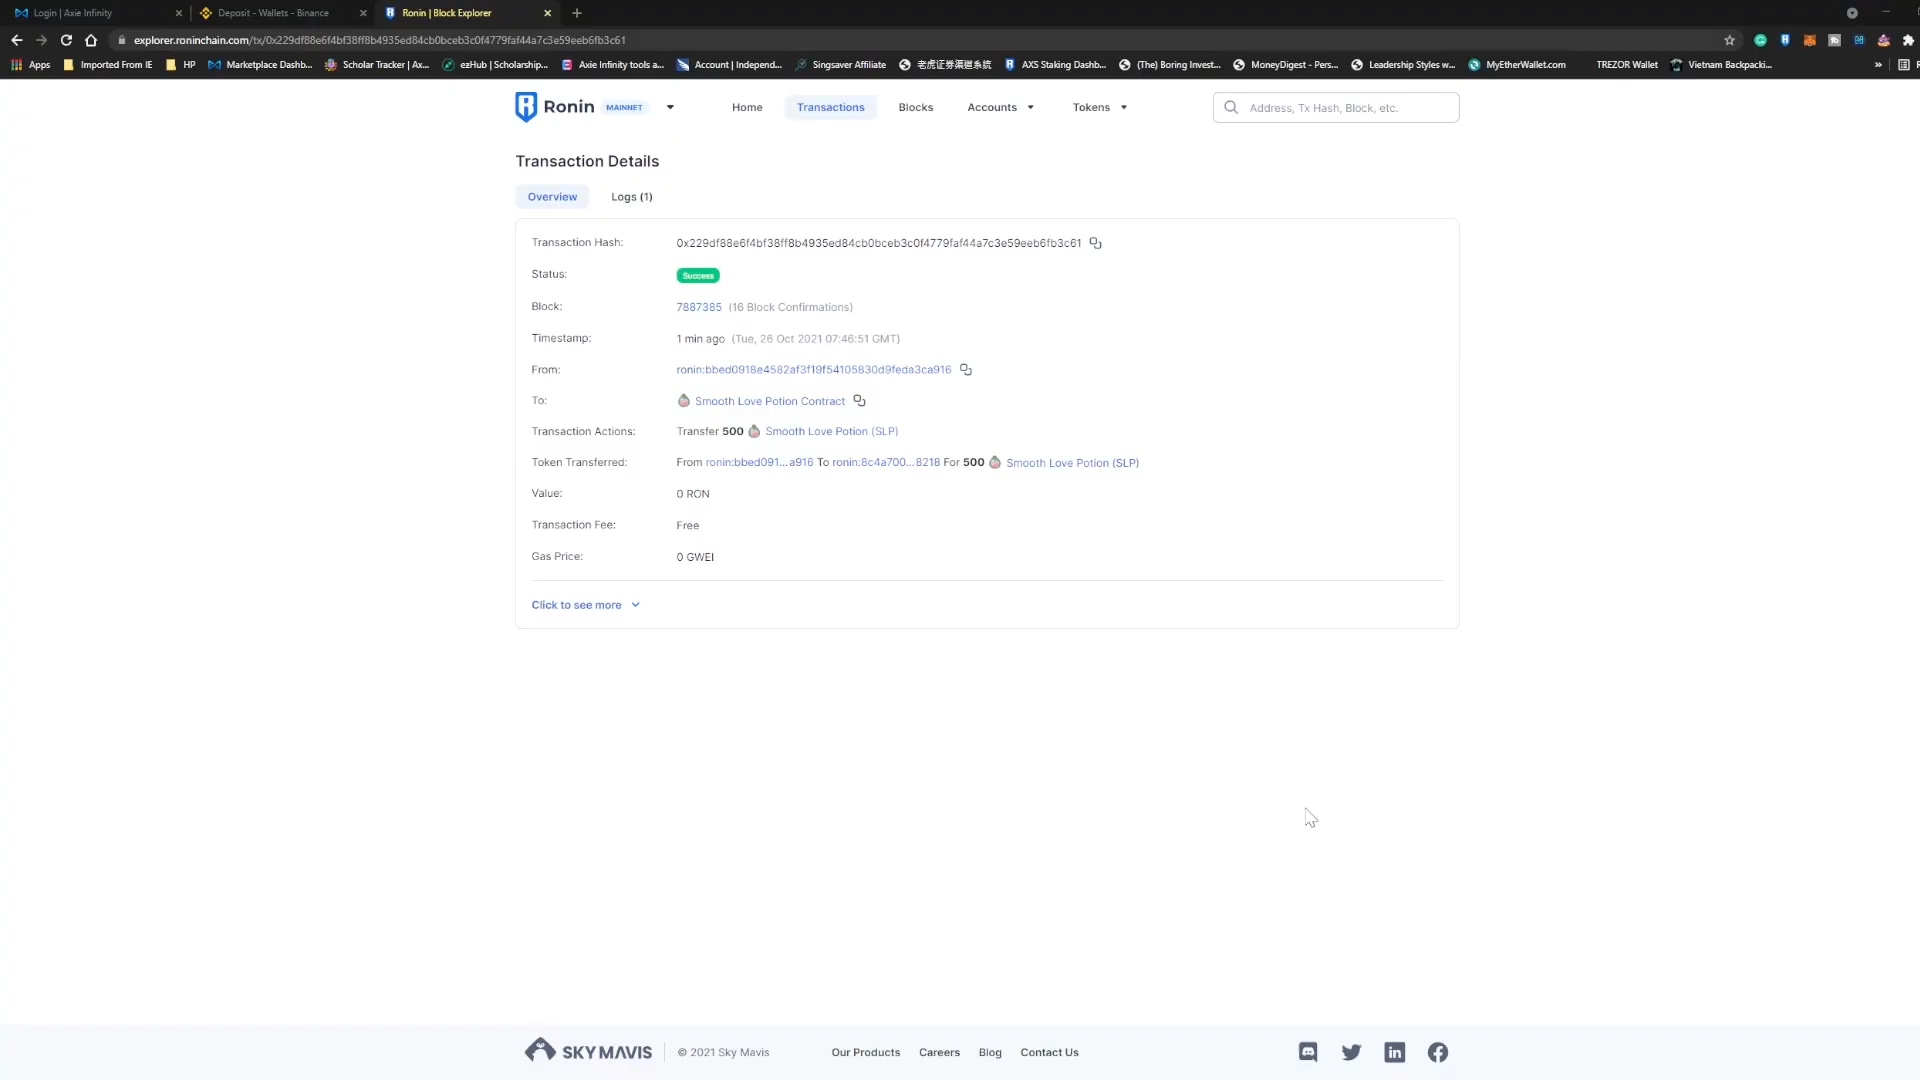 Login | Axie Infinity
Deposit - Wallets - Binance
Ronin | Block Explorer
explorer.roninchain.com/tx/0x229df88e6f4bf38ff8b4935ed84cb0bceb3c0f4779faf44a7c3e59eeb6fb3c61
Apps Imported From IE HP Marketplace Dashb... Scholar Tracker | Ax... ezHub | Scholarship... Axie Infinity tools a... Account | Independ... Singsaver Affiliate 老虎证券渠道系統 AXS Staking Dashb... (The) Boring Invest... MoneyDigest - Pers... Leadership Styles w... MyEtherWallet.com TREZOR Wallet Vietnam Backpacki... »
Ronin MAINNET Home Transactions Blocks Accounts Tokens Address, Tx Hash, Block, etc.
Transaction Details
Overview Logs (1)
Transaction Hash: 0x229df88e6f4bf38ff8b4935ed84cb0bceb3c0f4779faf44a7c3e59eeb6fb3c61
Status: Success
Block: 7887385 (16 Block Confirmations)
Timestamp: 1 min ago (Tue, 26 Oct 2021 07:46:51 GMT)
From: ronin:bbed0918e4582af3f19f54105830d9feda3ca916
To: Smooth Love Potion Contract
Transaction Actions: Transfer 500 Smooth Love Potion (SLP)
Token Transferred: From ronin:bbed091...a916 To ronin:8c4a700...8218 For 500 Smooth Love Potion (SLP)
Value: 0 RON
Transaction Fee: Free
Gas Price: 0 GWEI
Click to see more
SKY MAVIS © 2021 Sky Mavis Our Products Careers Blog Contact Us